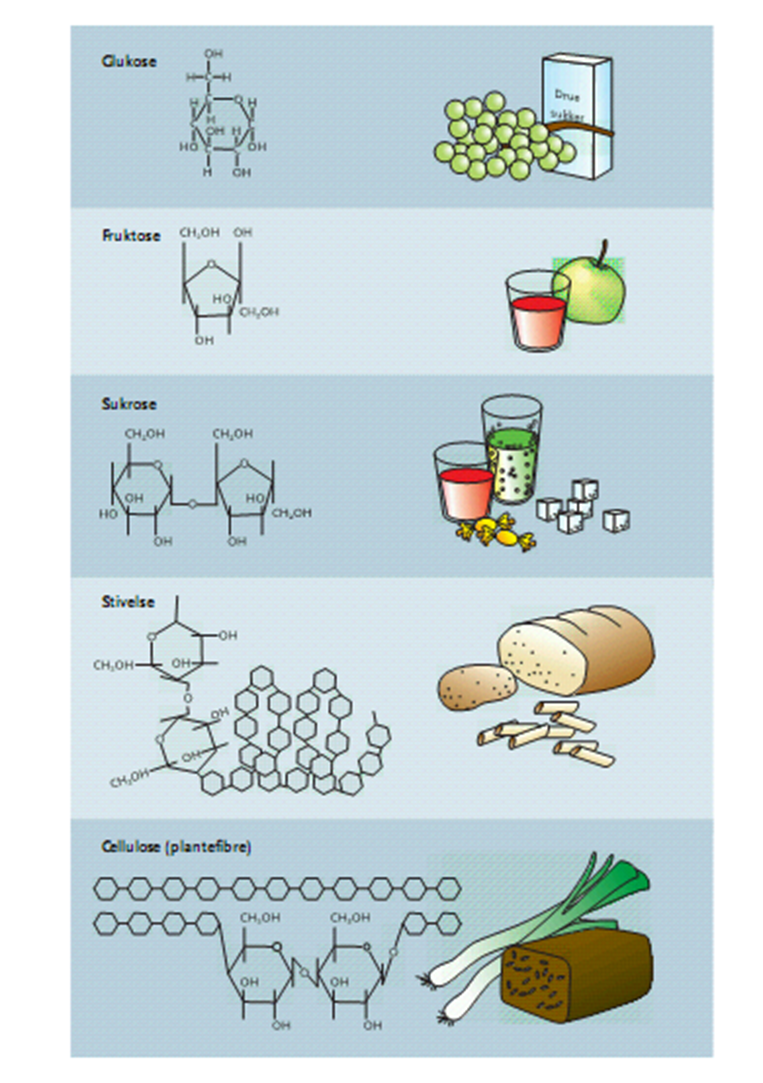 Glukose
OH
H C H
H O H
H
OH H
HO OH
H OH
Drue
sukker
Fruktose
CH₂OH OH
O
HO
CH₂OH
OH
Sukrose
CH₂OH CH₂OH
O O
OH HO
HO O CH₂OH
OH OH
Stivelse
O OH
CH₂OH OH
O
OH
O
OH
CH₂OH
Cellulose (plantefibre)
CH₂OH CH₂OH
O O O
O
OH OH
OH OH